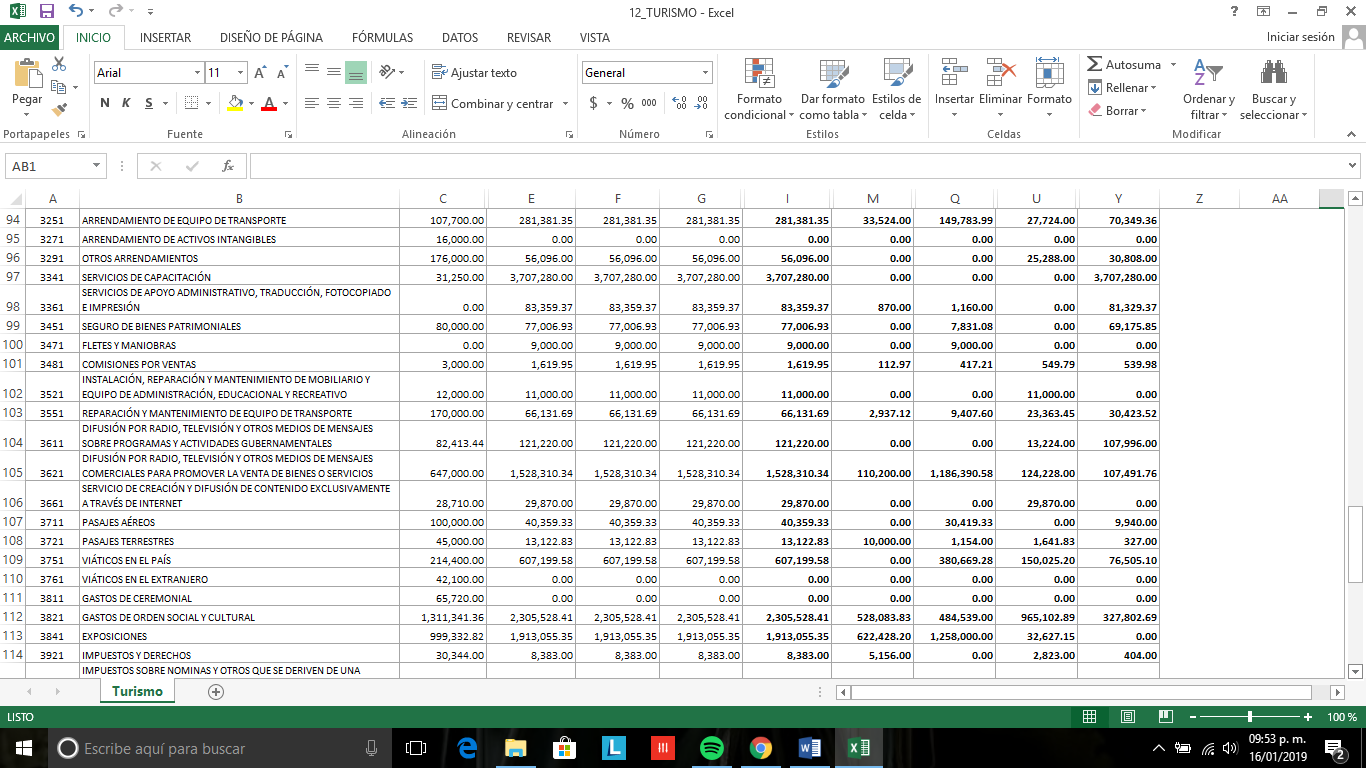 12_TURISMO - Excel
ARCHIVO INICIO INSERTAR DISEÑO DE PÁGINA FÓRMULAS DATOS REVISAR VISTA Iniciar sesión
Pegar
Arial 11
N K S
Ajustar texto
Combinar y centrar
General
$ % 000
Formato condicional
Dar formato como tabla
Estilos de celda
Insertar Eliminar Formato
Autosuma
Rellenar
Borrar
Ordenar y filtrar
Buscar y seleccionar
Portapapeles Fuente Alineación Número Estilos Celdas Modificar
AB1 fx
A B C E F G I M Q U Y Z AA
94 3251 ARRENDAMIENTO DE EQUIPO DE TRANSPORTE 107,700.00 281,381.35 281,381.35 281,381.35 281,381.35 33,524.00 149,783.99 27,724.00 70,349.36
95 3271 ARRENDAMIENTO DE ACTIVOS INTANGIBLES 16,000.00 0.00 0.00 0.00 0.00 0.00 0.00 0.00 0.00
96 3291 OTROS ARRENDAMIENTOS 176,000.00 56,096.00 56,096.00 56,096.00 56,096.00 0.00 0.00 25,288.00 30,808.00
97 3341 SERVICIOS DE CAPACITACIÓN 31,250.00 3,707,280.00 3,707,280.00 3,707,280.00 3,707,280.00 0.00 0.00 0.00 3,707,280.00
SERVICIOS DE APOYO ADMINISTRATIVO, TRADUCCIÓN, FOTOCOPIADO
98 3361 E IMPRESIÓN 0.00 83,359.37 83,359.37 83,359.37 83,359.37 870.00 1,160.00 0.00 81,329.37
99 3451 SEGURO DE BIENES PATRIMONIALES 80,000.00 77,006.93 77,006.93 77,006.93 77,006.93 0.00 7,831.08 0.00 69,175.85
100 3471 FLETES Y MANIOBRAS 0.00 9,000.00 9,000.00 9,000.00 9,000.00 0.00 9,000.00 0.00 0.00
101 3481 COMISIONES POR VENTAS 3,000.00 1,619.95 1,619.95 1,619.95 1,619.95 112.97 417.21 549.79 539.98
INSTALACIÓN, REPARACIÓN Y MANTENIMIENTO DE MOBILIARIO Y
102 3521 EQUIPO DE ADMINISTRACIÓN, EDUCACIONAL Y RECREATIVO 12,000.00 11,000.00 11,000.00 11,000.00 11,000.00 0.00 0.00 11,000.00 0.00
103 3551 REPARACIÓN Y MANTENIMIENTO DE EQUIPO DE TRANSPORTE 170,000.00 66,131.69 66,131.69 66,131.69 66,131.69 2,937.12 9,407.60 23,363.45 30,423.52
DIFUSIÓN POR RADIO, TELEVISIÓN Y OTROS MEDIOS DE MENSAJES
104 3611 SOBRE PROGRAMAS Y ACTIVIDADES GUBERNAMENTALES 82,413.44 121,220.00 121,220.00 121,220.00 121,220.00 0.00 0.00 13,224.00 107,996.00
DIFUSIÓN POR RADIO, TELEVISIÓN Y OTROS MEDIOS DE MENSAJES
105 3621 COMERCIALES PARA PROMOVER LA VENTA DE BIENES O SERVICIOS 647,000.00 1,528,310.34 1,528,310.34 1,528,310.34 1,528,310.34 110,200.00 1,186,390.58 124,228.00 107,491.76
SERVICIO DE CREACIÓN Y DIFUSIÓN DE CONTENIDO EXCLUSIVAMENTE
106 3661 A TRAVÉS DE INTERNET 28,710.00 29,870.00 29,870.00 29,870.00 29,870.00 0.00 0.00 29,870.00 0.00
107 3711 PASAJES AÉREOS 100,000.00 40,359.33 40,359.33 40,359.33 40,359.33 0.00 30,419.33 0.00 9,940.00
108 3721 PASAJES TERRESTRES 45,000.00 13,122.83 13,122.83 13,122.83 13,122.83 10,000.00 1,154.00 1,641.83 327.00
109 3751 VIÁTICOS EN EL PAÍS 214,400.00 607,199.58 607,199.58 607,199.58 607,199.58 0.00 380,669.28 150,025.20 76,505.10
110 3761 VIÁTICOS EN EL EXTRANJERO 42,100.00 0.00 0.00 0.00 0.00 0.00 0.00 0.00 0.00
111 3811 GASTOS DE CEREMONIAL 65,720.00 0.00 0.00 0.00 0.00 0.00 0.00 0.00 0.00
112 3821 GASTOS DE ORDEN SOCIAL Y CULTURAL 1,311,341.36 2,305,528.41 2,305,528.41 2,305,528.41 2,305,528.41 528,083.83 484,539.00 965,102.89 327,802.69
113 3841 EXPOSICIONES 999,332.82 1,913,055.35 1,913,055.35 1,913,055.35 1,913,055.35 622,428.20 1,258,000.00 32,627.15 0.00
114 3921 IMPUESTOS Y DERECHOS 30,344.00 8,383.00 8,383.00 8,383.00 8,383.00 5,156.00 0.00 2,823.00 404.00
IMPUESTOS SOBRE NOMINAS Y OTROS QUE SE DERIVEN DE UNA
Turismo
LISTO 100 %
Escribe aquí para buscar
09:53 p. m.
16/01/2019
2